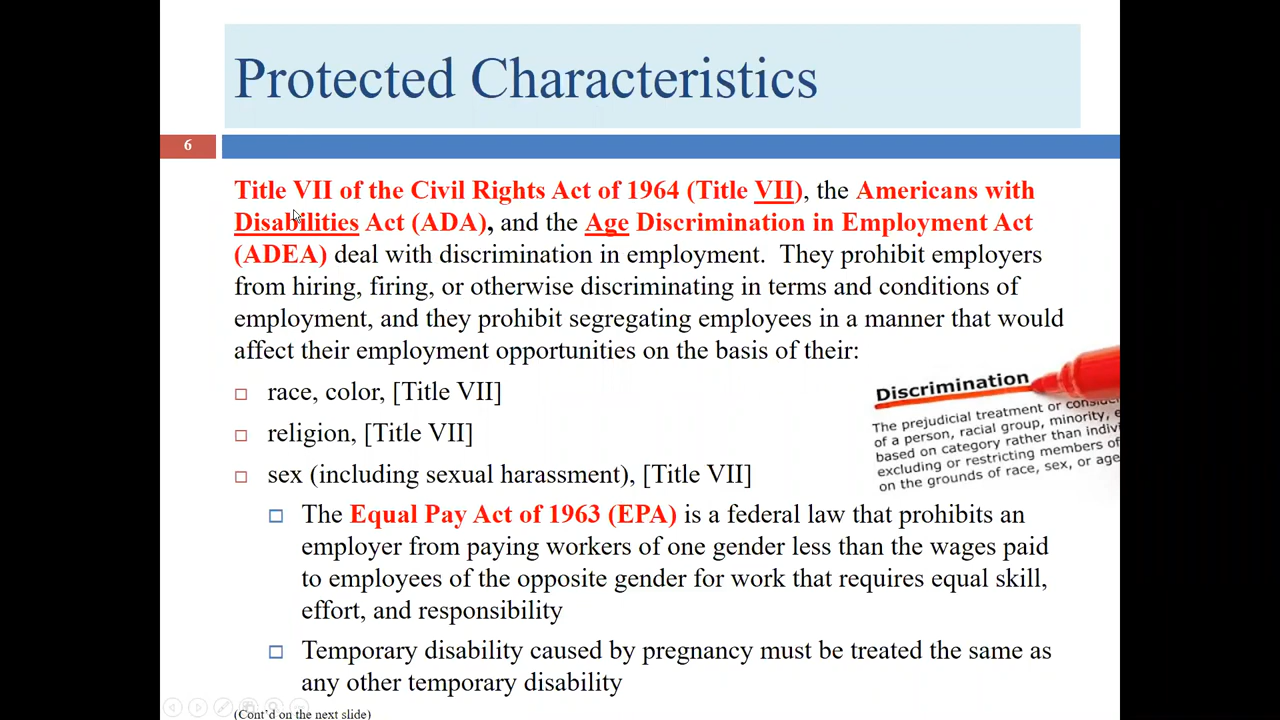 Protected Characteristics
6
Title VII of the Civil Rights Act of 1964 (Title VII), the Americans with
Disabilities Act (ADA), and the Age Discrimination in Employment Act
(ADEA) deal with discrimination in employment.  They prohibit employers
from hiring, firing, or otherwise discriminating in terms and conditions of
employment, and they prohibit segregating employees in a manner that would
affect their employment opportunities on the basis of their:
race, color, [Title VII]
religion, [Title VII]
sex (including sexual harassment), [Title VII]
The Equal Pay Act of 1963 (EPA) is a federal law that prohibits an
employer from paying workers of one gender less than the wages paid
to employees of the opposite gender for work that requires equal skill,
effort, and responsibility
Temporary disability caused by pregnancy must be treated the same as
any other temporary disability
(Cont'd on the next slide)
Discrimination
The prejudicial treatment or
of a person, racial group, minority,
based on category rather than
excluding or restricting members of
on the grounds of race, sex, or age